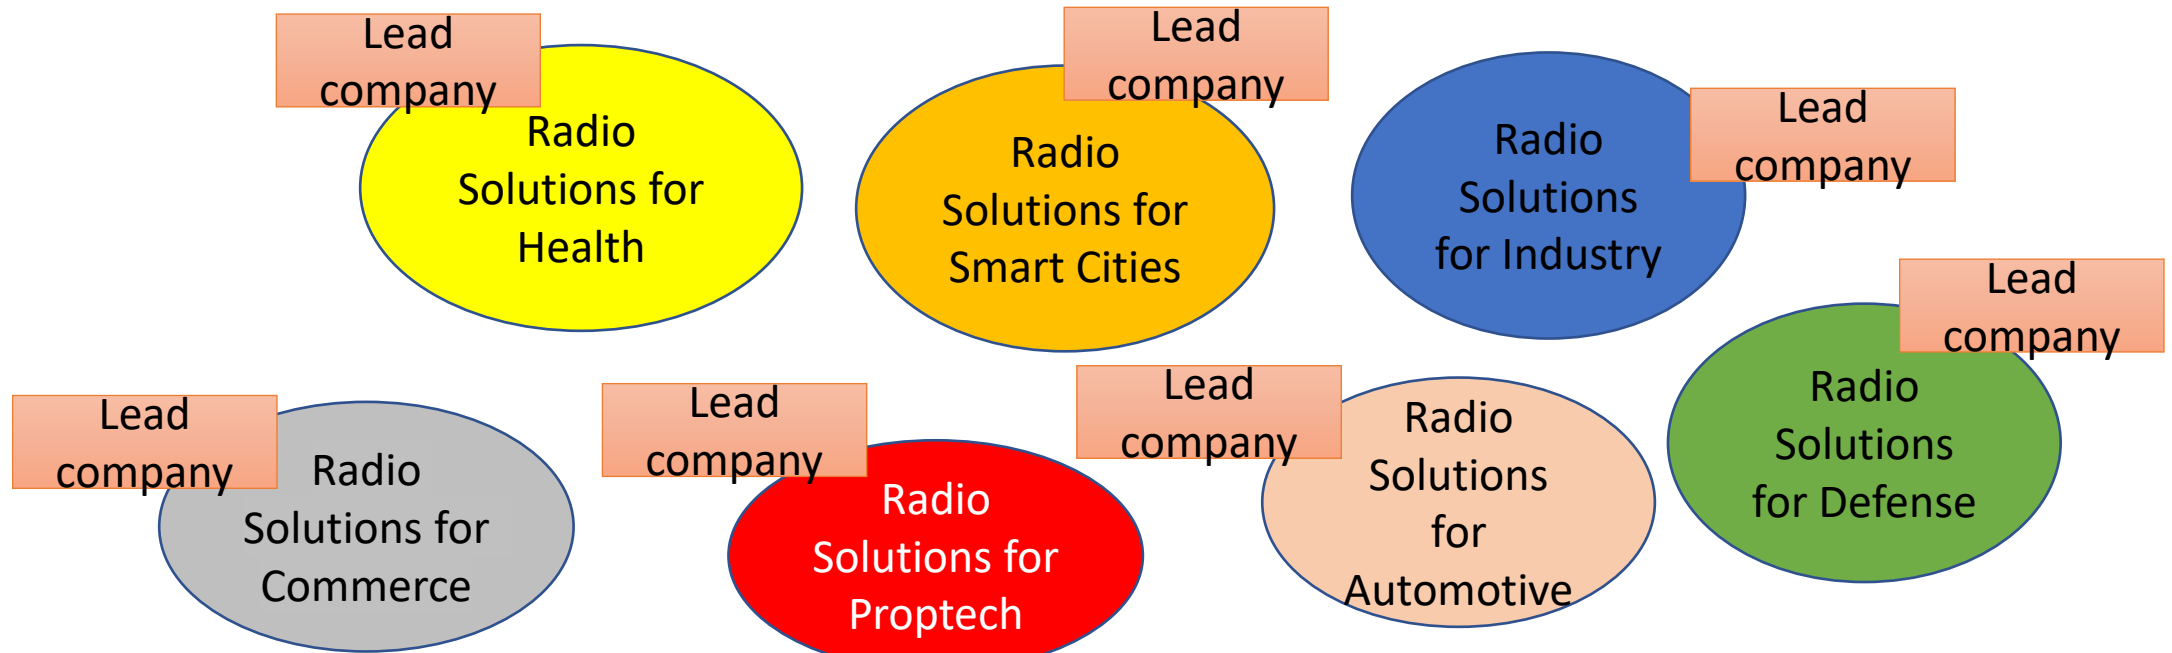 Lead
company
Radio
Solutions for
Health
Lead
company
Radio
Solutions for
Smart Cities
Lead
company
Radio
Solutions
for Industry
Lead
company
Radio
Solutions
for Defense
Lead
company
Radio
Solutions for
Commerce
Lead
company
Radio
Solutions for
Proptech
Lead
company
Radio
Solutions
for
Automotive